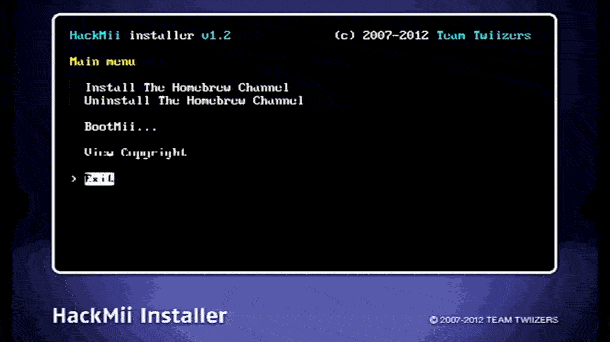 HackMii installer v1.2 (c) 2007-2012 Team Twiizers
Main menu
Install The Homebrew Channel
Uninstall The Homebrew Channel
BootMii...
View Copyright
> Exit
HackMii Installer
© 2007-2012 TEAM TWIIZERS